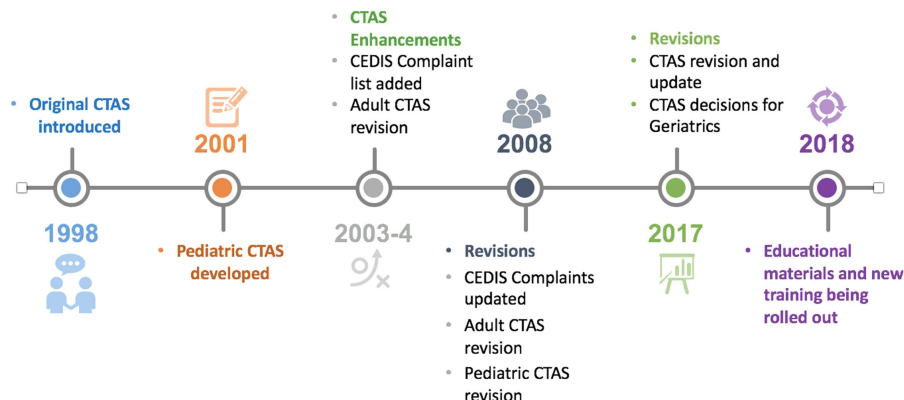 • Original CTAS
introduced
1998
2001
• Pediatric CTAS
developed
• CTAS
Enhancements
• CEDIS Complaint
list added
• Adult CTAS
revision
2003-4
2008
• Revisions
• CEDIS Complaints
updated
• Adult CTAS
revision
• Pediatric CTAS
revision
• Revisions
• CTAS revision and
update
• CTAS decisions for
Geriatrics
2017
2018
• Educational
materials and new
training being
rolled out